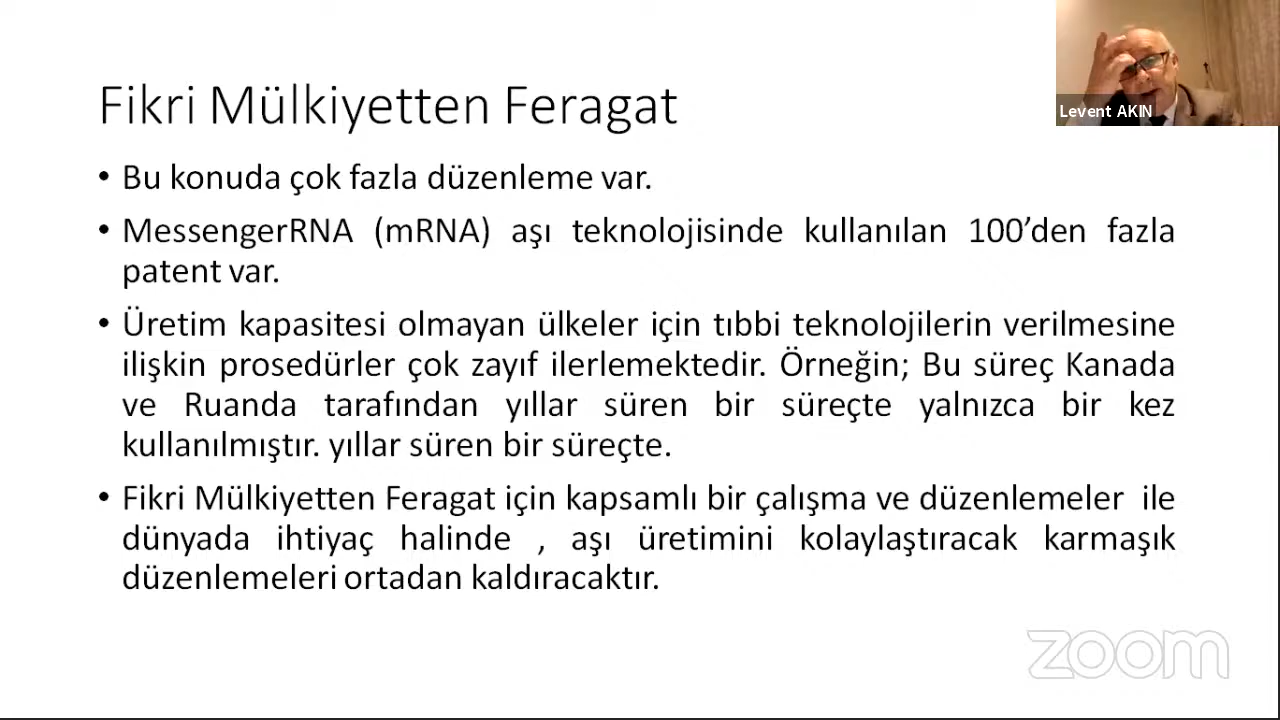 Levent AKIN
Fikri Mülkiyetten Feragat
• Bu konuda çok fazla düzenleme var.
• MessengerRNA (mRNA) aşı teknolojisinde kullanılan 100’den fazla
patent var.
• Üretim kapasitesi olmayan ülkeler için tıbbi teknolojilerin verilmesine
ilişkin prosedürler çok zayıf ilerlemektedir. Örneğin; Bu süreç Kanada
ve Ruanda tarafından yıllar süren bir süreçte yalnızca bir kez
kullanılmıştır. yıllar süren bir süreçte.
• Fikri Mülkiyetten Feragat için kapsamlı bir çalışma ve düzenlemeler ile
dünyada ihtiyaç halinde , aşı üretimini kolaylaştıracak karmaşık
düzenlemeleri ortadan kaldıracaktır.
zoom